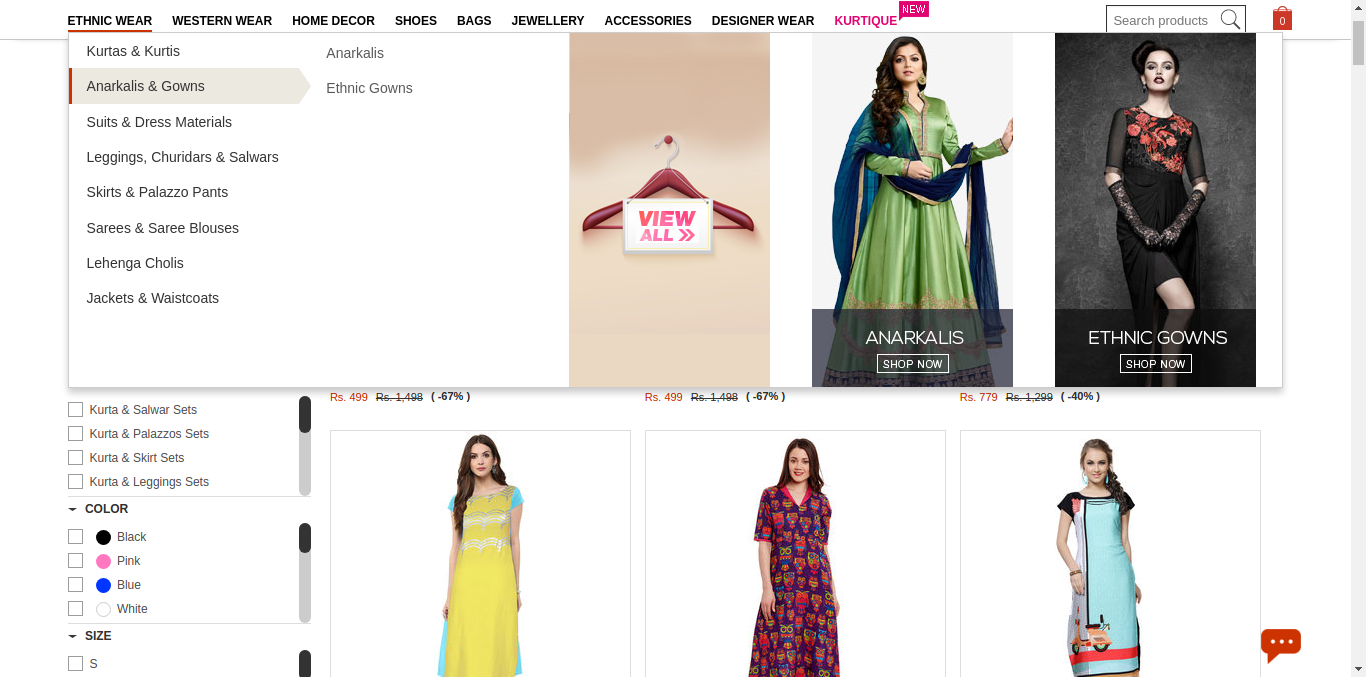 ETHNIC WEAR WESTERN WEAR HOME DECOR SHOES BAGS JEWELLERY ACCESSORIES DESIGNER WEAR KURTIQUE NEW Search products 0
Kurtas & Kurtis
Anarkalis & Gowns
Suits & Dress Materials
Leggings, Churidars & Salwars
Skirts & Palazzo Pants
Sarees & Saree Blouses
Lehenga Cholis
Jackets & Waistcoats
Anarkalis
Ethnic Gowns
VIEW
ALL
ANARKALIS
SHOP NOW
ETHNIC GOWNS
SHOP NOW
Rs. 499 Rs. 1,498 ( -67% )
Rs. 499 Rs. 1,498 ( -67% )
Rs. 779 Rs. 1,299 ( -40% )
Kurta & Salwar Sets
Kurta & Palazzos Sets
Kurta & Skirt Sets
Kurta & Leggings Sets
COLOR
Black
Pink
Blue
White
SIZE
S